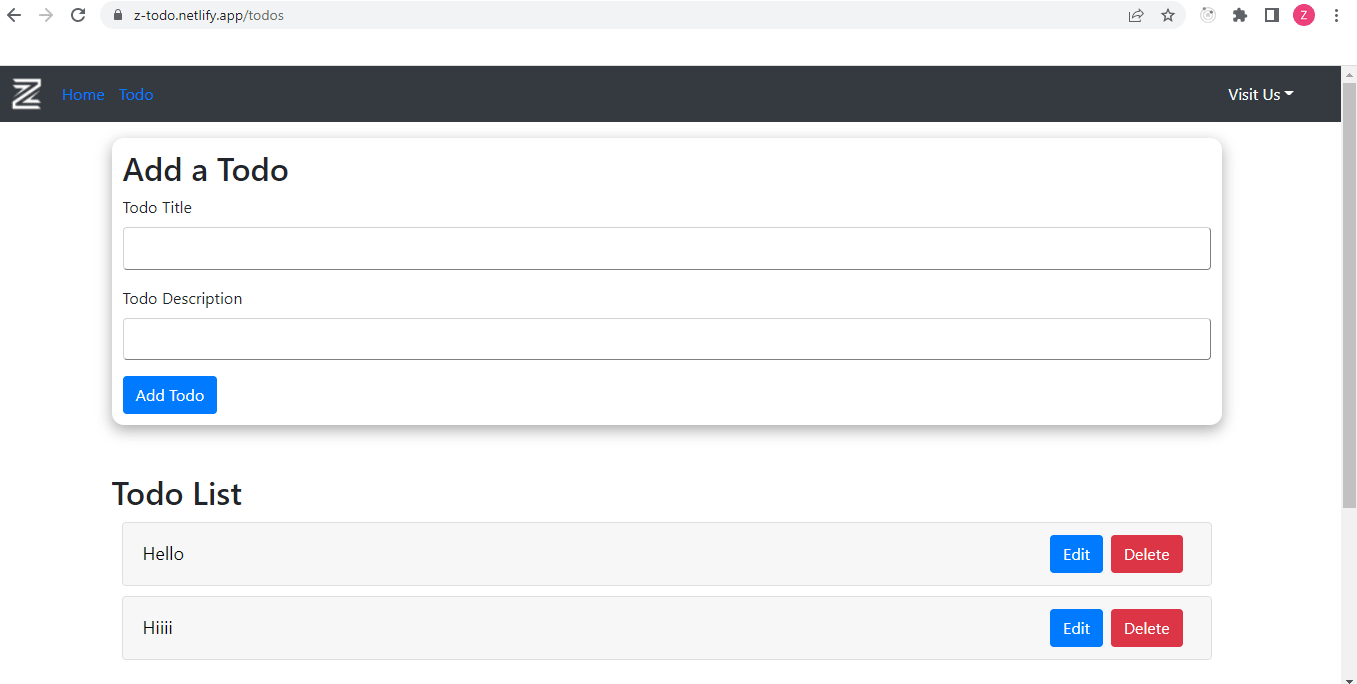 z-todo.netlify.app/todos
Z
Z Home Todo Visit Us
Add a Todo
Todo Title
Todo Description
Add Todo
Todo List
Hello Edit Delete
Hiiii Edit Delete